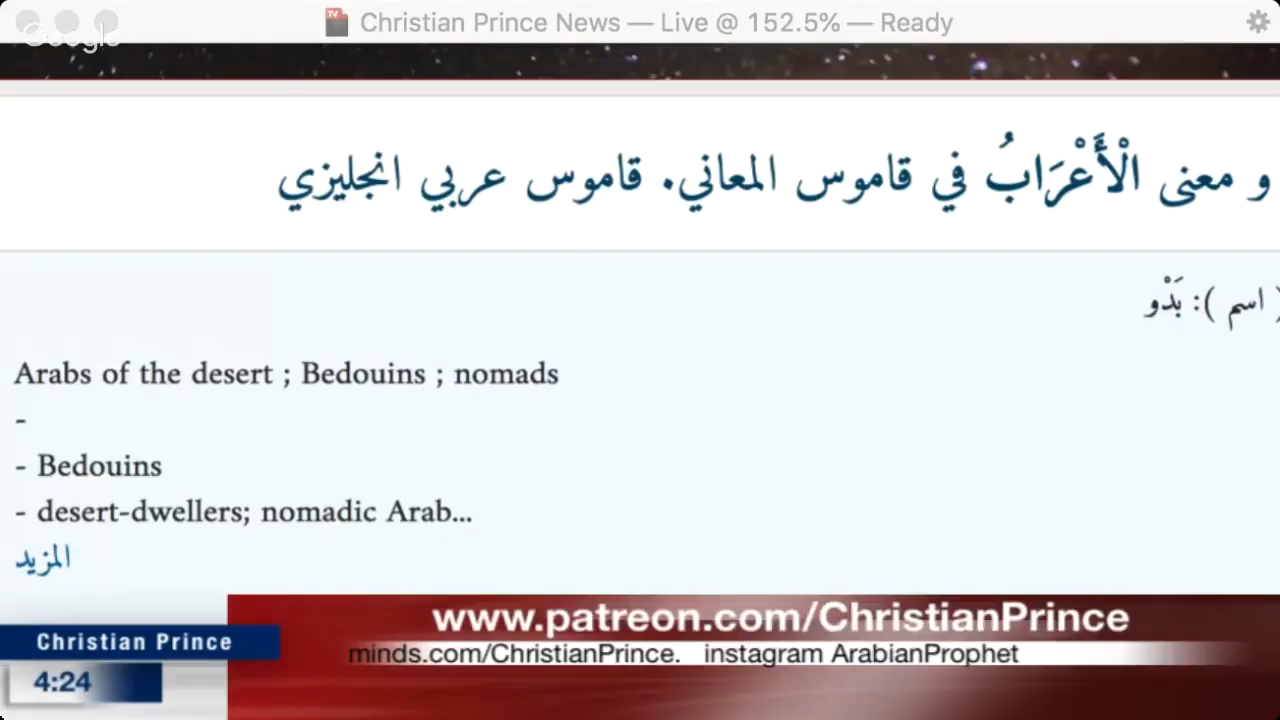 Christian Prince News — Live @ 152.5% — Ready
Google
و معنى الْأَعْرَابُ في قاموس المعاني. قاموس عربي انجليزي
( اسم ): بَدْو
Arabs of the desert ; Bedouins ; nomads
-
- Bedouins
- desert-dwellers; nomadic Arab...
المزيد
www.patreon.com/ChristianPrince
Christian Prince
minds.com/ChristianPrince. instagram ArabianProphet
4:24